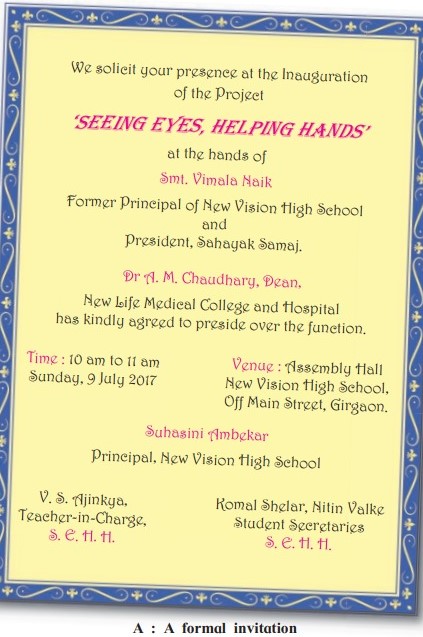 We solicit your presence at the Inauguration
of the Project
‘SEEING EYES, HELPING HANDS’
at the hands of
Smt. Vimala Naik
Former Principal of New Vision High School
and
President, Sahayak Samaj.
Dr A. M. Chaudhary, Dean,
New Life Medical College and Hospital
has kindly agreed to preside over the function.
Time : 10 am to 11 am
Sunday, 9 July 2017
Venue : Assembly Hall
New Vision High School,
Off Main Street, Girgaon.
Suhasini Ambekar
Principal, New Vision High School
V. S. Ajinkya,
Teacher-in-Charge,
S. E. H. H.
Komal Shelar, Nitin Valke
Student Secretaries
S. E. H. H.
A : A formal invitation